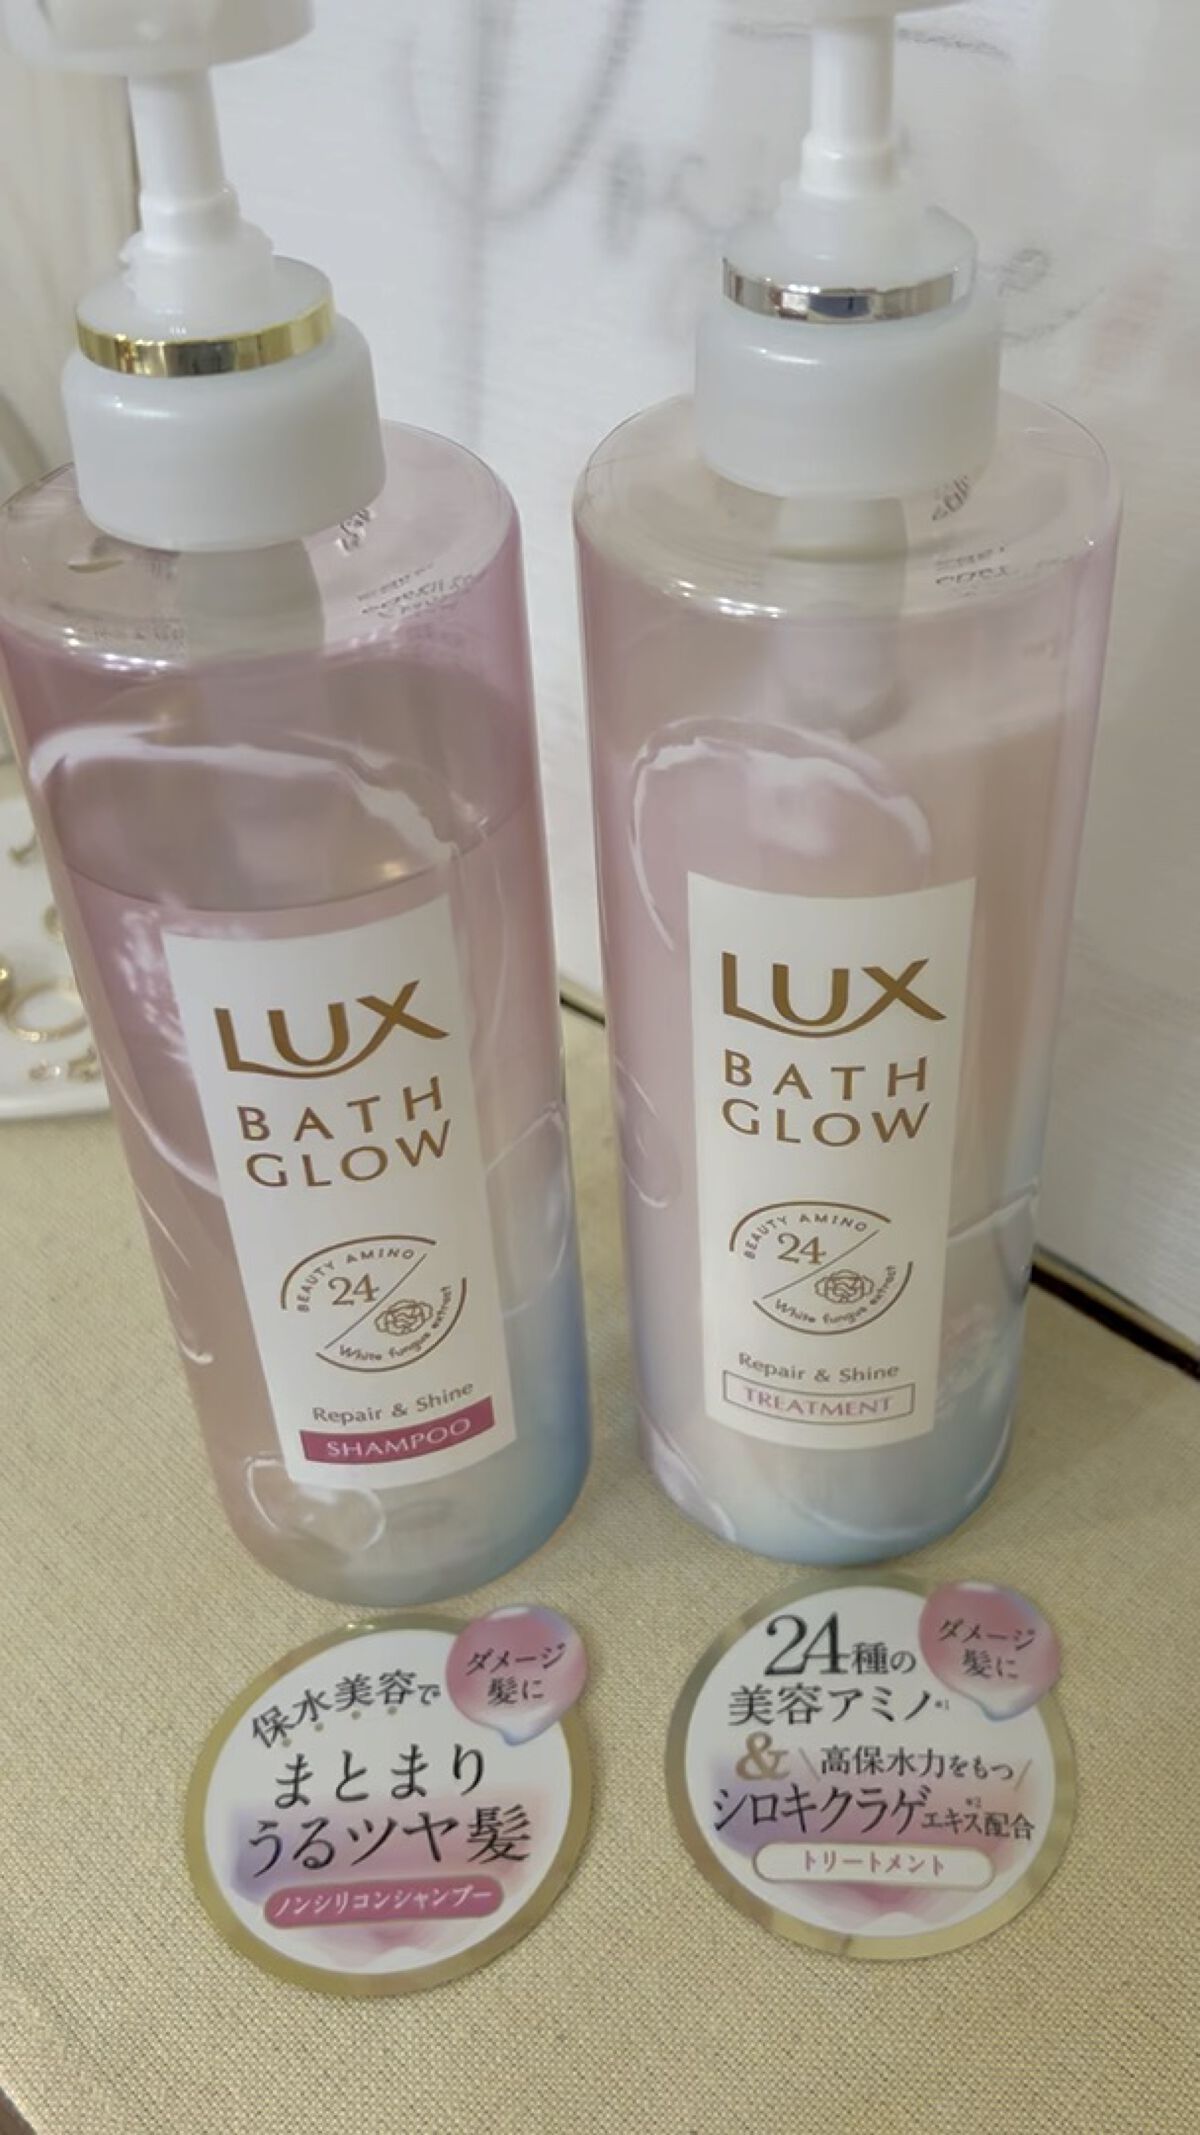 LUX
BATH
GLOW
BEAUTY AMINO
24
White fungus extract
Repair & Shine
SHAMPOO
LUX
BATH
GLOW
BEAUTY AMINO
24
White fungus extract
Repair & Shine
TREATMENT
ダメージ
髪に
保水美容で
まとまり
うるツヤ髪
ノンシリコンシャンプー
ダメージ
髪に
24種の
美容アミノ※1
& \高保水力をもつ/
シロキクラゲ※2エキス配合
トリートメント